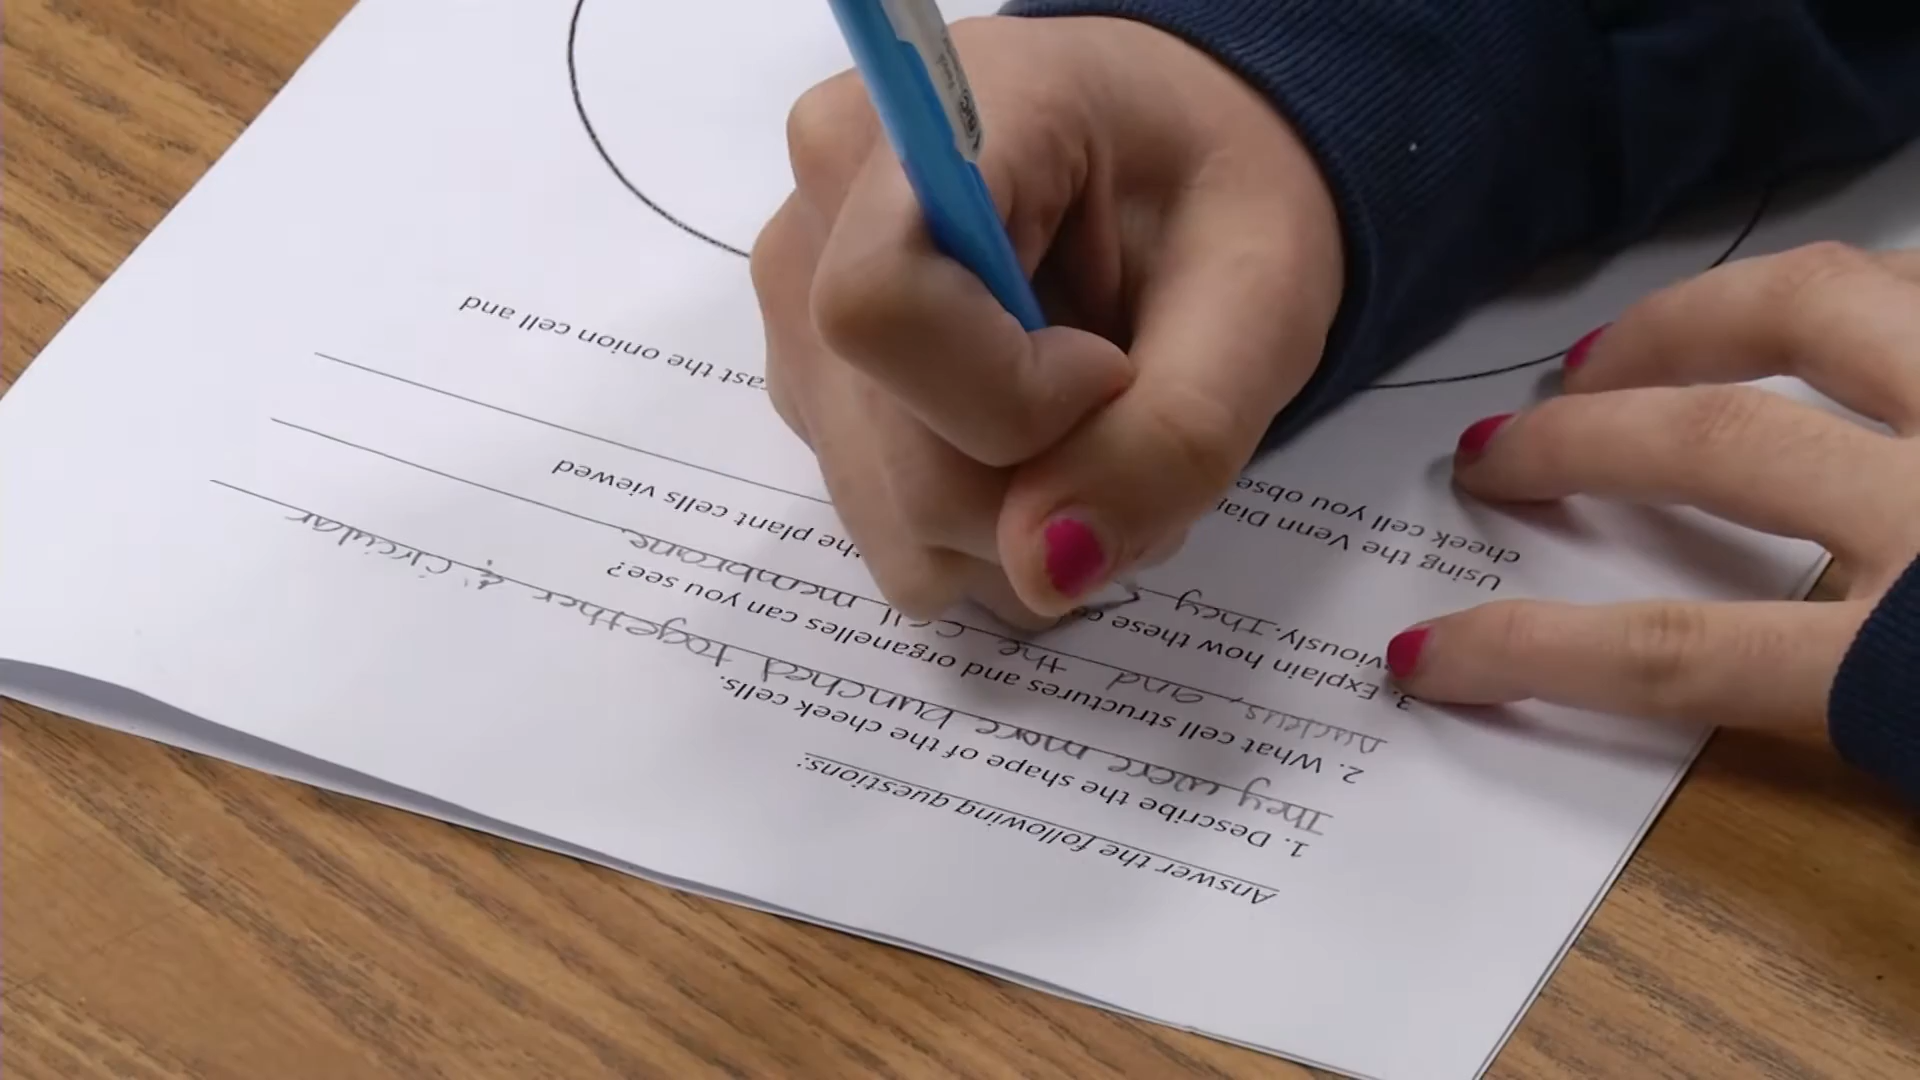 Answer the following questions:
1. Describe the shape of the cheek cells.
They were more bunched together & circular
2. What cell structures and organelles can you see?
nucleus, and the cell membrane.
3. Explain how these the plant cells viewed
viously. They
Using the Venn ast the onion cell and
cheek cell you obse
BIC